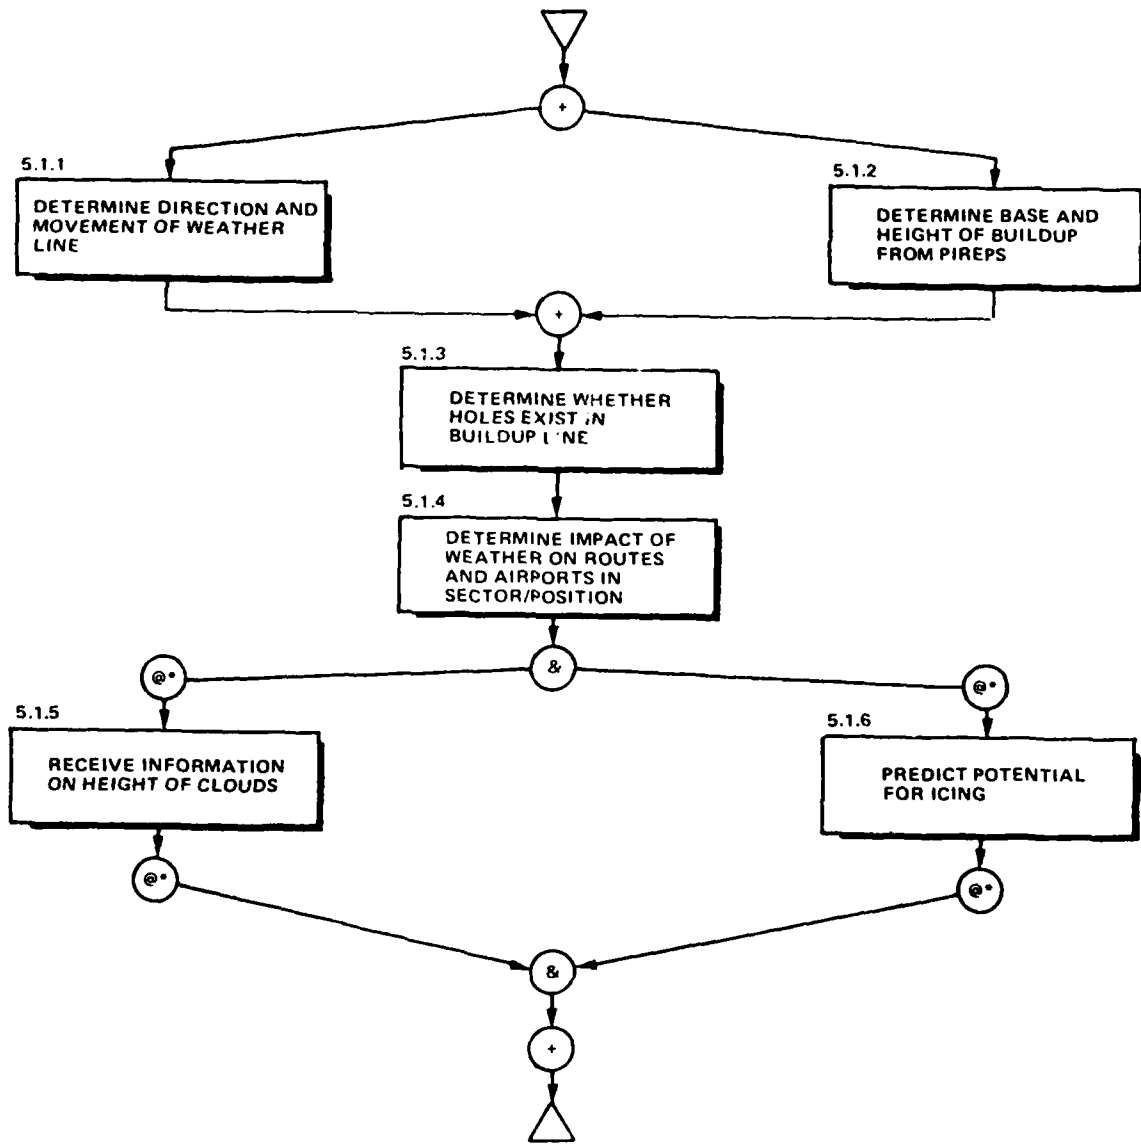 +
5.1.1
DETERMINE DIRECTION AND
MOVEMENT OF WEATHER
LINE
5.1.2
DETERMINE BASE AND
HEIGHT OF BUILDUP
FROM PIREPS
+
5.1.3
DETERMINE WHETHER
HOLES EXIST IN
BUILDUP LINE
5.1.4
DETERMINE IMPACT OF
WEATHER ON ROUTES
AND AIRPORTS IN
SECTOR/POSITION
&
@*
@*
5.1.5
RECEIVE INFORMATION
ON HEIGHT OF CLOUDS
5.1.6
PREDICT POTENTIAL
FOR ICING
@*
@*
&
+